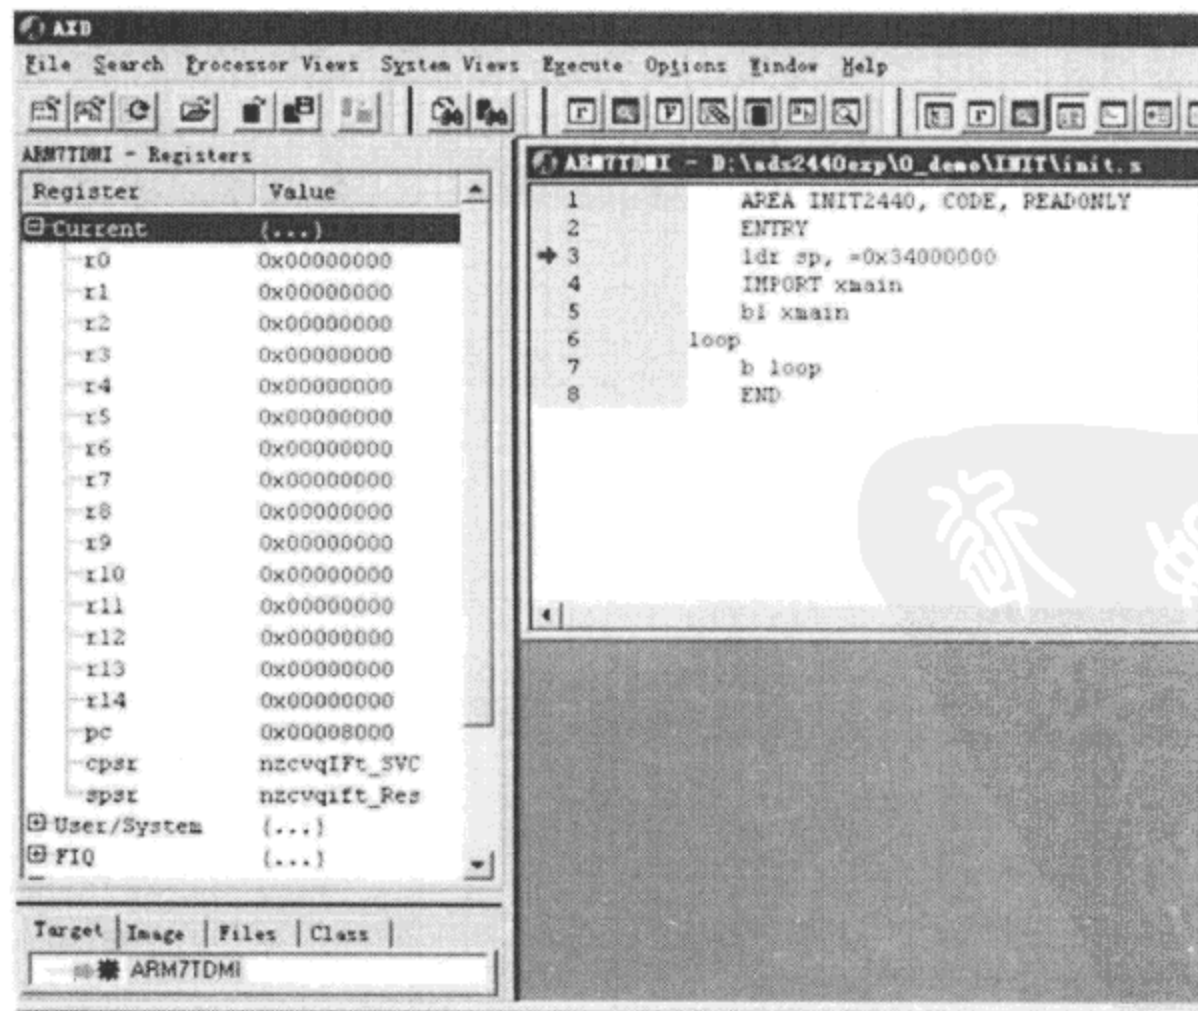 AXD
File Search Processor Views System Views Execute Options Window Help
ARM7TDMI - Registers
Register Value
Current {...}
r0 0x00000000
r1 0x00000000
r2 0x00000000
r3 0x00000000
r4 0x00000000
r5 0x00000000
r6 0x00000000
r7 0x00000000
r8 0x00000000
r9 0x00000000
r10 0x00000000
r11 0x00000000
r12 0x00000000
r13 0x00000000
r14 0x00000000
pc 0x00008000
cpsr nzcvqIFt_SVC
spsr nzcvqift_Res
User/System {...}
FIQ {...}
Target Image Files Class
ARM7TDMI
ARM7TDMI - D:\ads2440exp\0_demo\INIT\init.s
1 AREA INIT2440, CODE, READONLY
2 ENTRY
3 ldr sp, =0x34000000
4 IMPORT xmain
5 bl xmain
6 loop
7 b loop
8 END